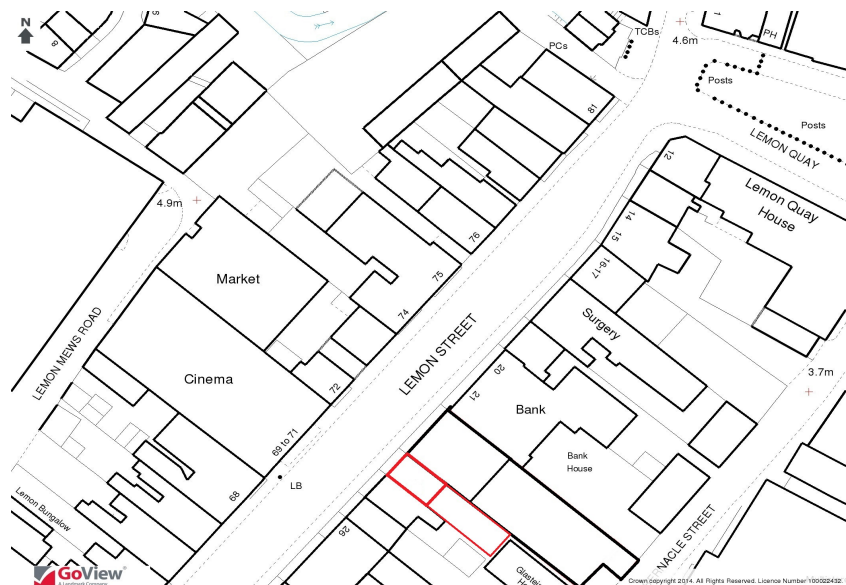 N
8
PCs
TCBs
4.6m
PH
Posts
Posts
81
LEMON QUAY
12
Lemon Quay
House
4.9m
14
15
16-17
76
75
74
Market
Surgery
LEMON MEWS ROAD
LEMON STREET
3.7m
Cinema
72
20
21
Bank
Bank
House
69 to 71
LB
68
26
Lemon Bungalow
NACLE STREET
GoView
A Landmark Company
Crown copyright 2014. All Rights Reserved. Licence Number 100022432.